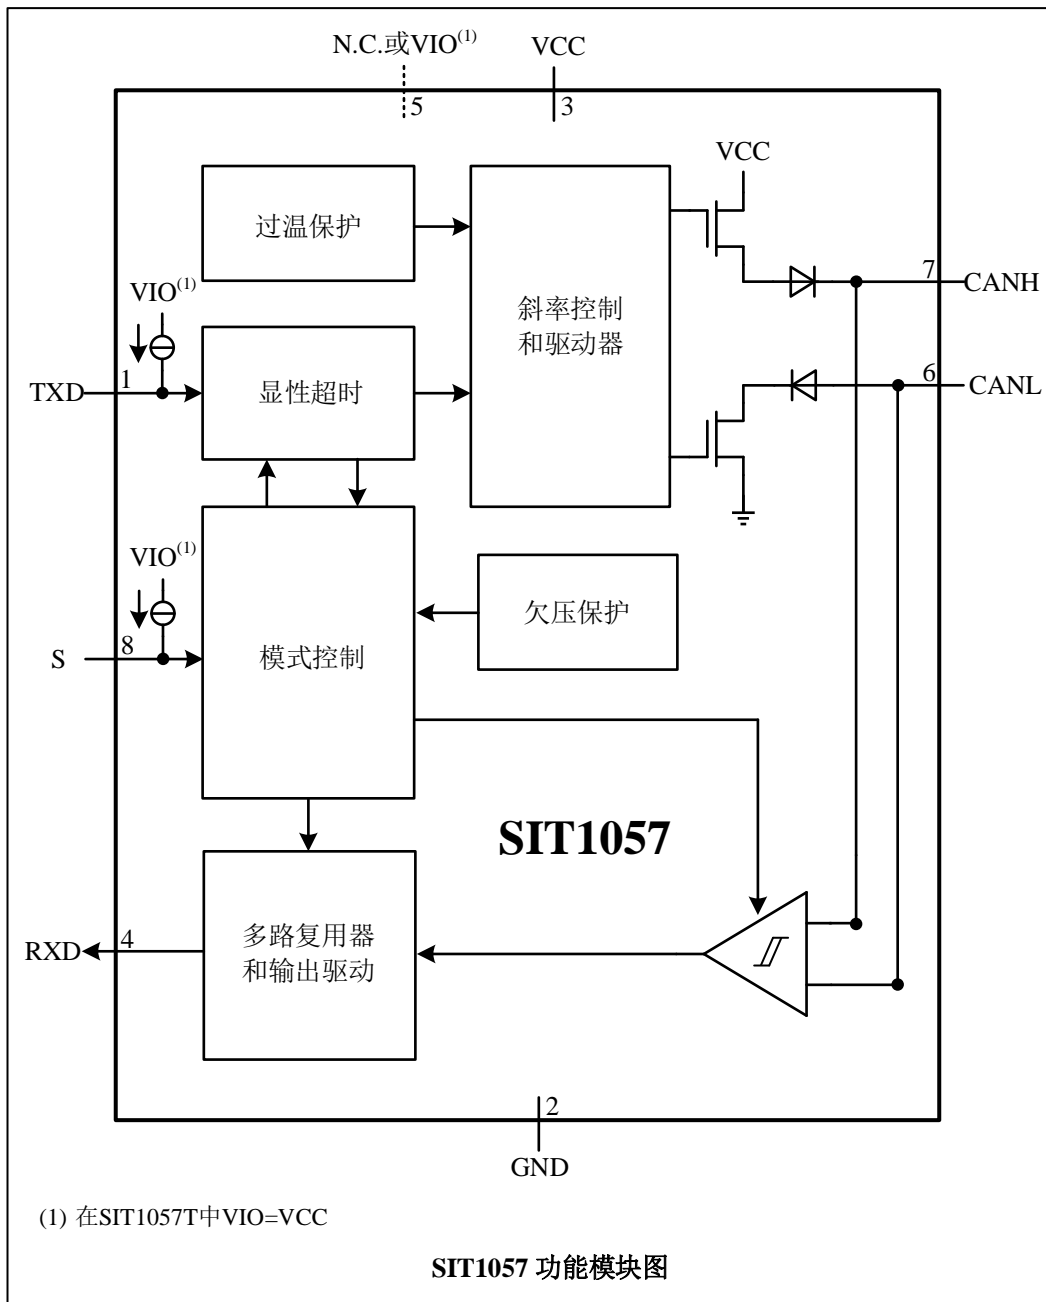 N.C.或VIO(1)
VCC
5
3
VCC
过温保护
7
CANH
VIO(1)
斜率控制
和驱动器
TXD
1
显性超时
6
CANL
VIO(1)
欠压保护
8
S
模式控制
SIT1057
多路复用器
和输出驱动
RXD
4
2
GND
(1) 在SIT1057T中VIO=VCC
SIT1057 功能模块图